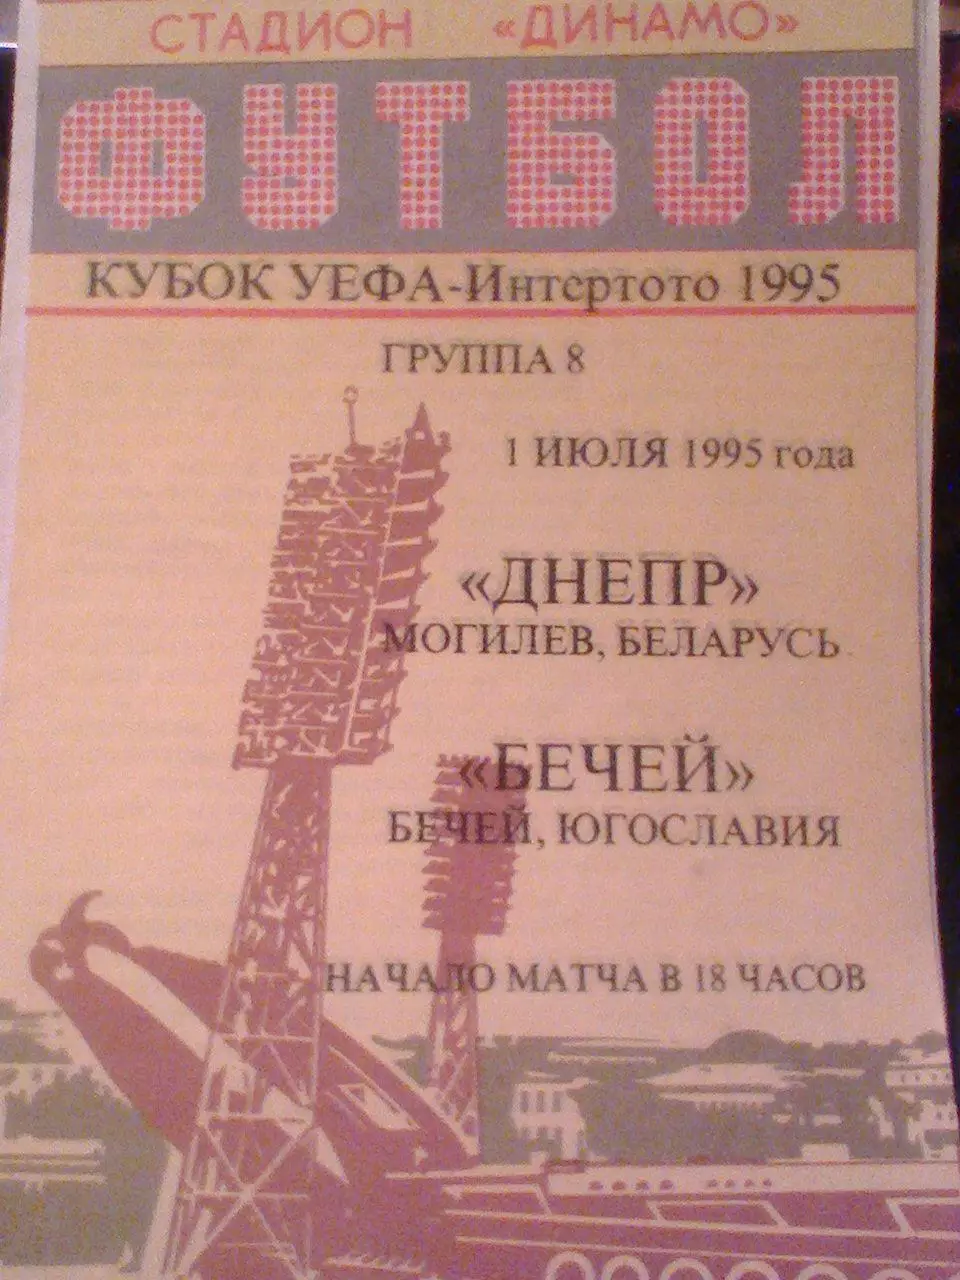 СТАДИОН «ДИНАМО»
ФУТБОЛ
КУБОК УЕФА-Интертото 1995
ГРУППА 8
1 ИЮЛЯ 1995 года
«ДНЕПР»
МОГИЛЕВ, БЕЛАРУСЬ
«БЕЧЕЙ»
БЕЧЕЙ, ЮГОСЛАВИЯ
НАЧАЛО МАТЧА В 18 ЧАСОВ